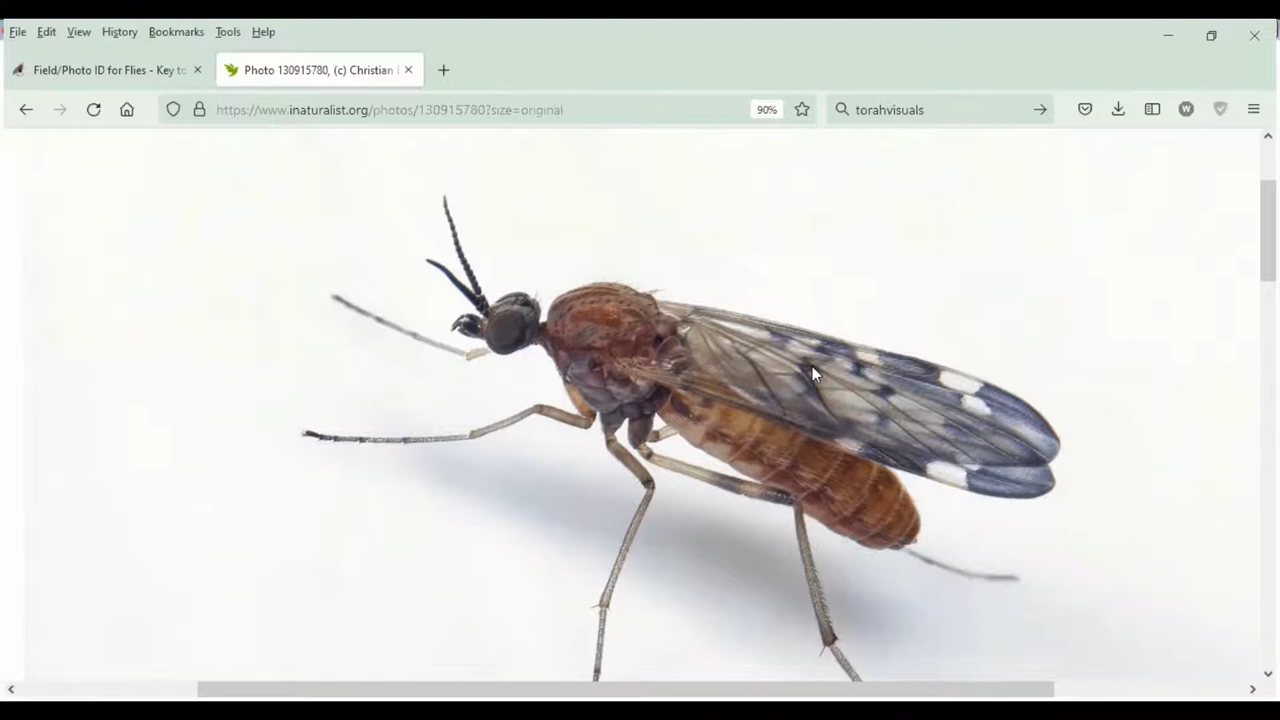 File Edit View History Bookmarks Tools Help
Field/Photo ID for Flies - Key to
Photo 130915780, (c) Christian
https://www.inaturalist.org/photos/130915780?size=original
90%
torahvisuals